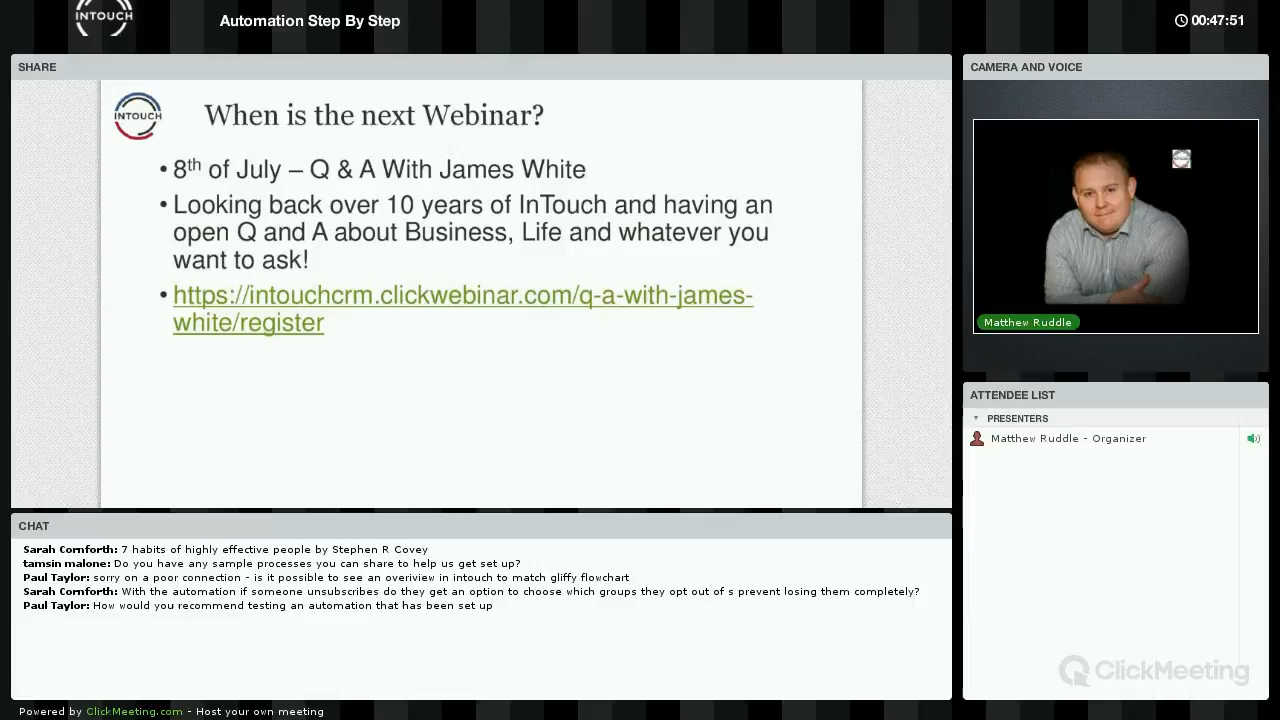 INTOUCH
Automation Step By Step
00:47:51
SHARE
CAMERA AND VOICE
INTOUCH
When is the next Webinar?
• 8th of July – Q & A With James White
• Looking back over 10 years of InTouch and having an
open Q and A about Business, Life and whatever you
want to ask!
• https://intouchcrm.clickwebinar.com/q-a-with-james-
white/register
Matthew Ruddle
ATTENDEE LIST
PRESENTERS
Matthew Ruddle - Organizer
CHAT
Sarah Cornforth: 7 habits of highly effective people by Stephen R Covey
tamsin malone: Do you have any sample processes you can share to help us get set up?
Paul Taylor: sorry on a poor connection - is it possible to see an overiview in intouch to match gliffy flowchart
Sarah Cornforth: With the automation if someone unsubscribes do they get an option to choose which groups they opt out of s prevent losing them completely?
Paul Taylor: How would you recommend testing an automation that has been set up
ClickMeeting
Powered by ClickMeeting.com - Host your own meeting